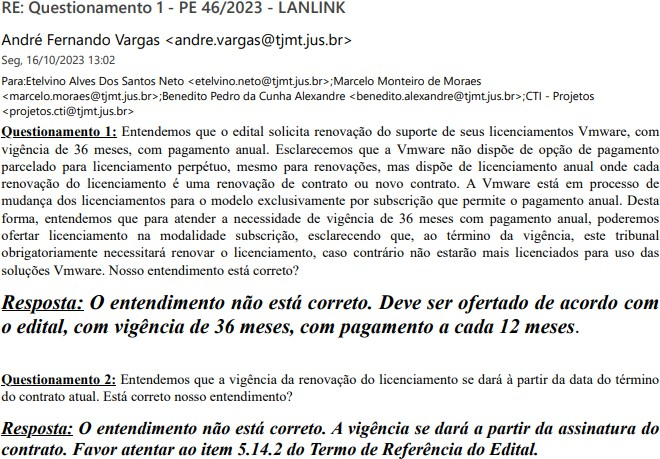 RE: Questionamento 1 - PE 46/2023 - LANLINK
André Fernando Vargas <andre.vargas@tjmt.jus.br>
Seg, 16/10/2023 13:02
Para:Etelvino Alves Dos Santos Neto <etelvino.neto@tjmt.jus.br>;Marcelo Monteiro de Moraes
<marcelo.moraes@tjmt.jus.br>;Benedito Pedro da Cunha Alexandre <benedito.alexandre@tjmt.jus.br>;CTI - Projetos
<projetos.cti@tjmt.jus.br>
Questionamento 1: Entendemos que o edital solicita renovação do suporte de seus licenciamentos Vmware, com
vigência de 36 meses, com pagamento anual. Esclarecemos que a Vmware não dispõe de opção de pagamento
parcelado para licenciamento perpétuo, mesmo para renovações, mas dispõe de licenciamento anual onde cada
renovação do licenciamento é uma renovação de contrato ou novo contrato. A Vmware está em processo de
mudança dos licenciamentos para o modelo exclusivamente por subscrição que permite o pagamento anual. Desta
forma, entendemos que para atender a necessidade de vigência de 36 meses com pagamento anual, poderemos
ofertar licenciamento na modalidade subscrição, esclarecendo que, ao término da vigência, este tribunal
obrigatoriamente necessitará renovar o licenciamento, caso contrário não estarão mais licenciados para uso das
soluções Vmware. Nosso entendimento está correto?
Resposta: O entendimento não está correto. Deve ser ofertado de acordo com
o edital, com vigência de 36 meses, com pagamento a cada 12 meses.
Questionamento 2: Entendemos que a vigência da renovação do licenciamento se dará à partir da data do término
do contrato atual. Está correto nosso entendimento?
Resposta: O entendimento não está correto. A vigência se dará a partir da assinatura do
contrato. Favor atentar ao item 5.14.2 do Termo de Referência do Edital.